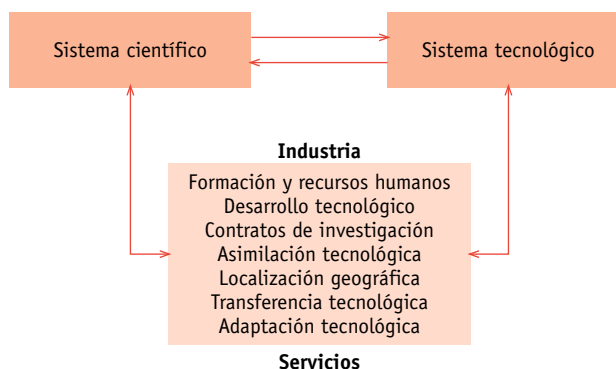 Sistema científico
Sistema tecnológico
Industria
Formación y recursos humanos
Desarrollo tecnológico
Contratos de investigación
Asimilación tecnológica
Localización geográfica
Transferencia tecnológica
Adaptación tecnológica
Servicios